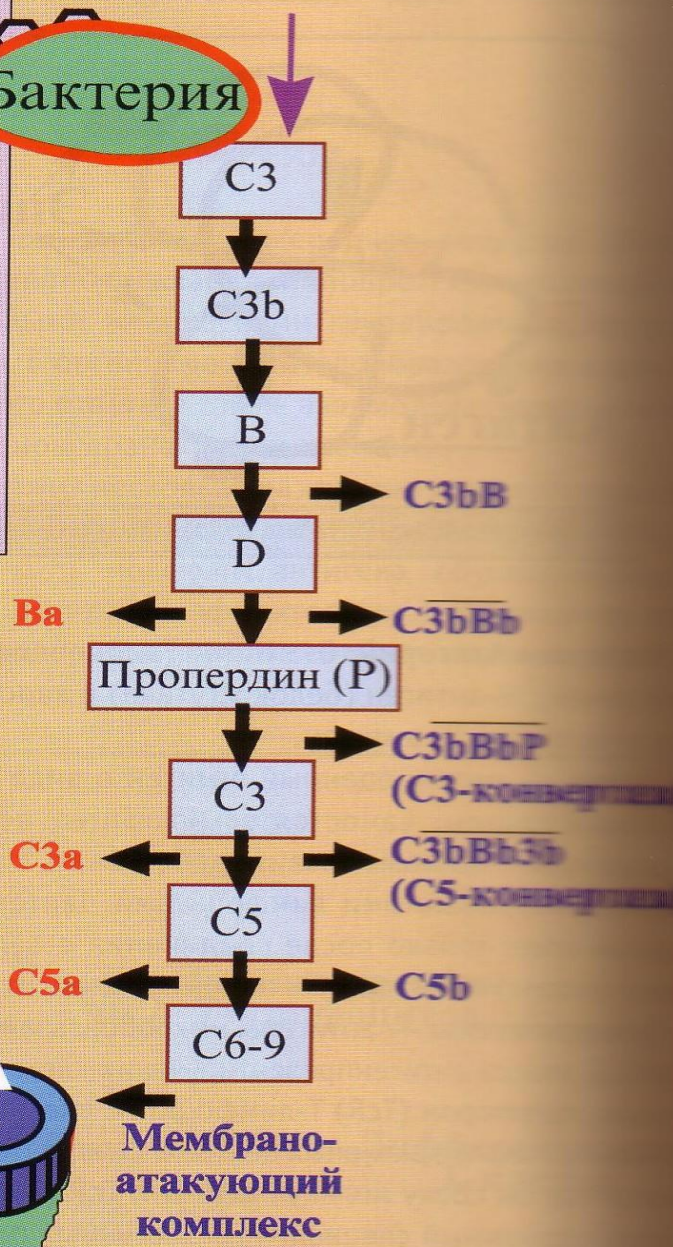 Бактерия
C3
C3b
B
C3bB
D
Ba
C3bBb
Пропердин (P)
C3bBbP
C3
C3a
C3bBb3b
C5
C5a
C5b
C6-9
Мембрано-
атакующий
комплекс